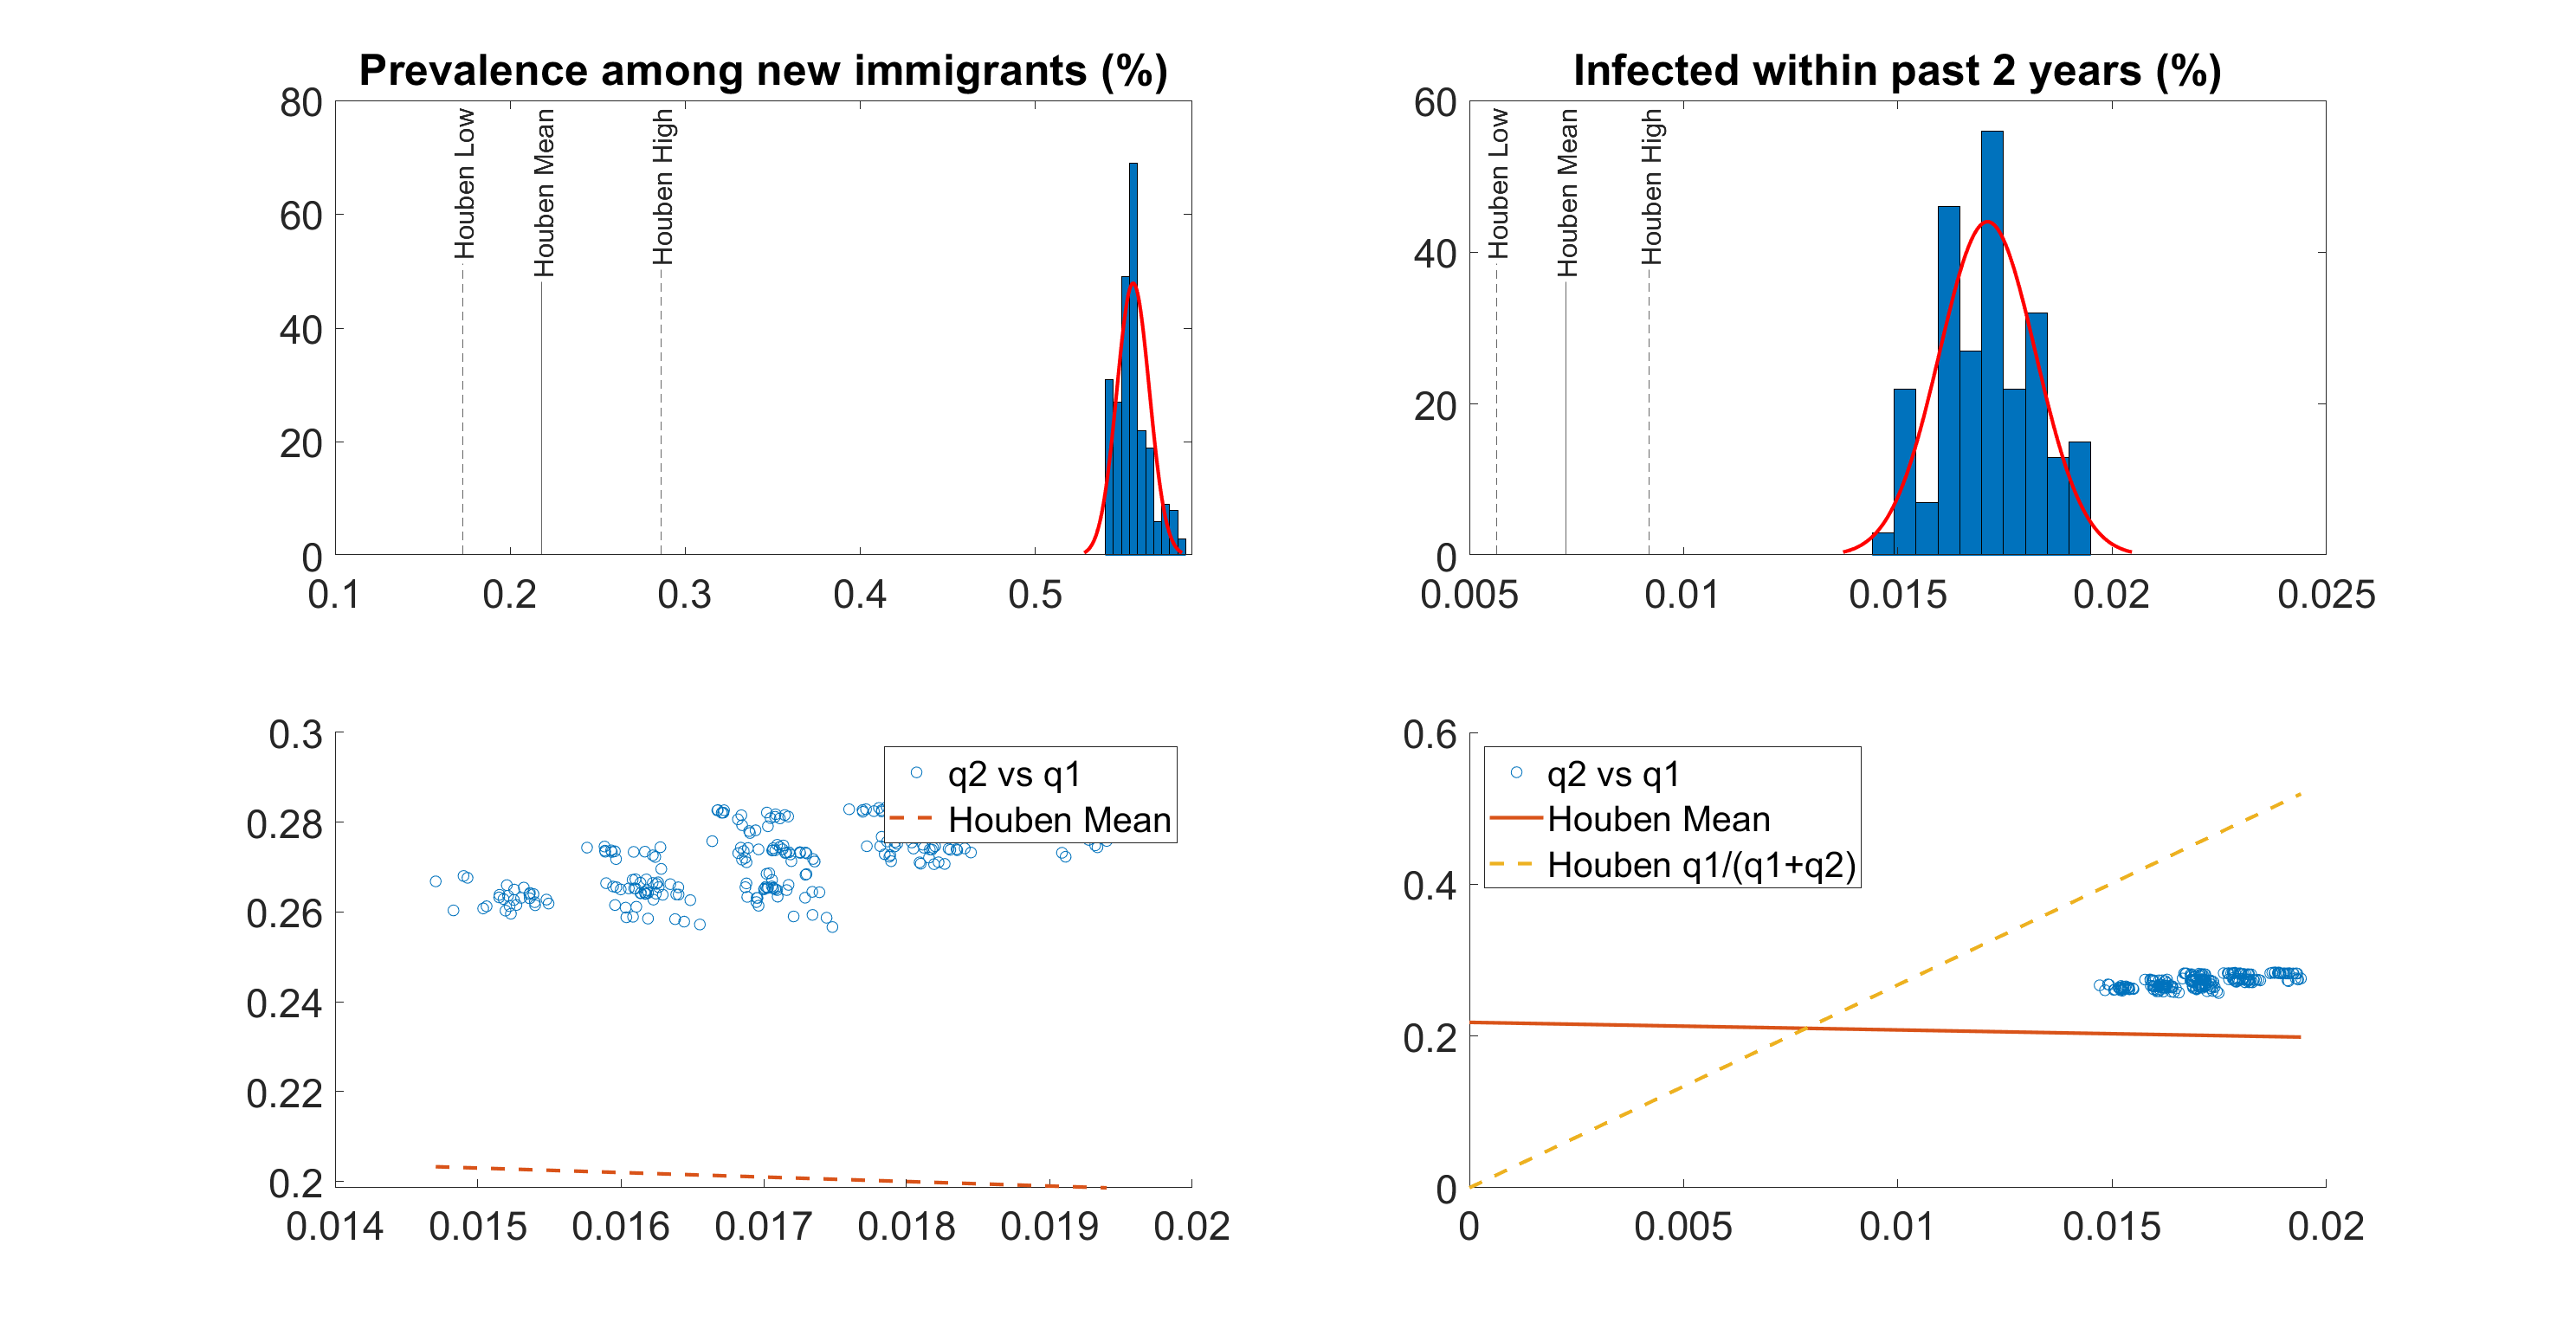 Prevalence among new immigrants (%)
80
60
40
20
0
0.1 0.2 0.3 0.4 0.5
Houben Low
Houben Mean
Houben High
Infected within past 2 years (%)
60
40
20
0
0.005 0.01 0.015 0.02 0.025
Houben Low
Houben Mean
Houben High
0.3
0.28
0.26
0.24
0.22
0.2
0.014 0.015 0.016 0.017 0.018 0.019 0.02
q2 vs q1
Houben Mean
0.6
0.4
0.2
0
0 0.005 0.01 0.015 0.02
q2 vs q1
Houben Mean
Houben q1/(q1+q2)